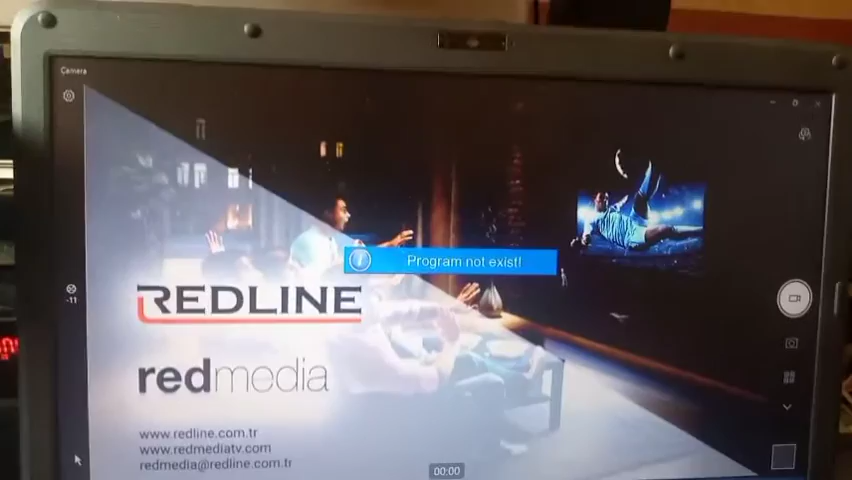 Camera
Program not exist!
-11
REDLINE
redmedia
www.redline.com.tr
www.redmediatv.com
redmedia@redline.com.tr
00:00